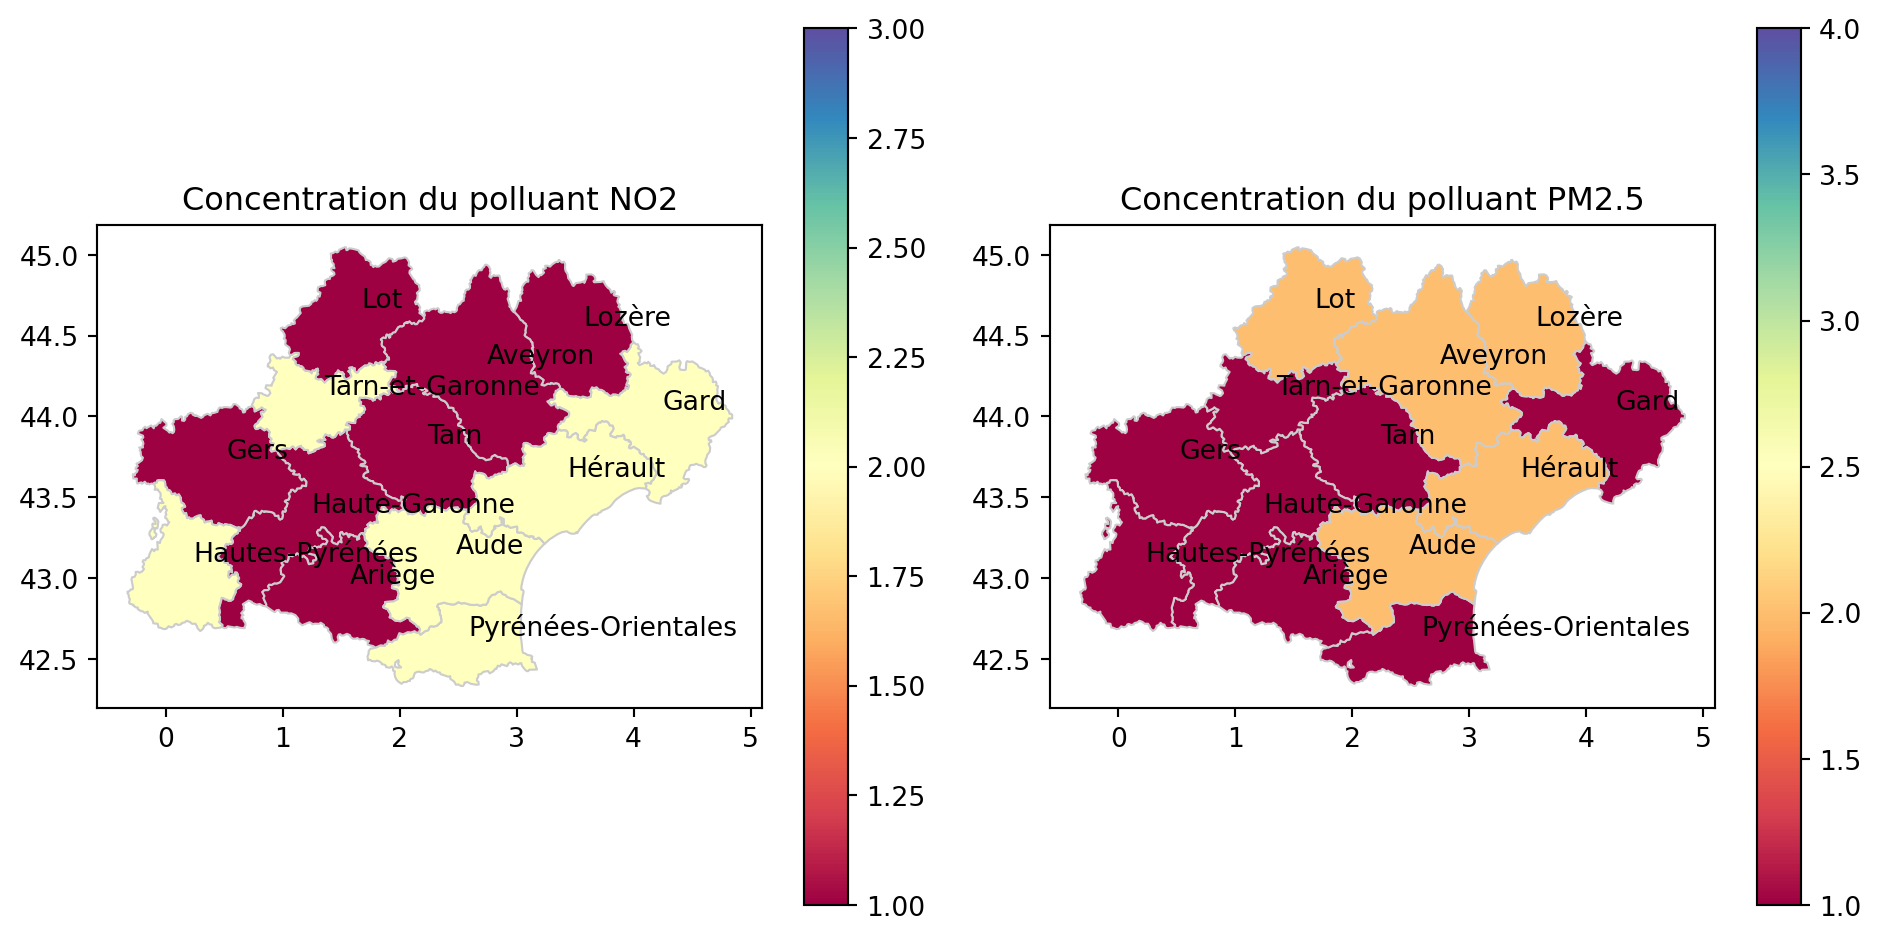 Concentration du polluant NO2
45.0
44.5
44.0
43.5
43.0
42.5
0 1 2 3 4 5
Lot
Lozère
Aveyron
Tarn-et-Garonne
Gard
Tarn
Gers
Hérault
Haute-Garonne
Aude
Hautes-Pyrénées
Ariège
Pyrénées-Orientales
3.00
2.75
2.50
2.25
2.00
1.75
1.50
1.25
1.00
Concentration du polluant PM2.5
45.0
44.5
44.0
43.5
43.0
42.5
0 1 2 3 4 5
Lot
Lozère
Aveyron
Tarn-et-Garonne
Gard
Tarn
Gers
Hérault
Haute-Garonne
Aude
Hautes-Pyrénées
Ariège
Pyrénées-Orientales
4.0
3.5
3.0
2.5
2.0
1.5
1.0